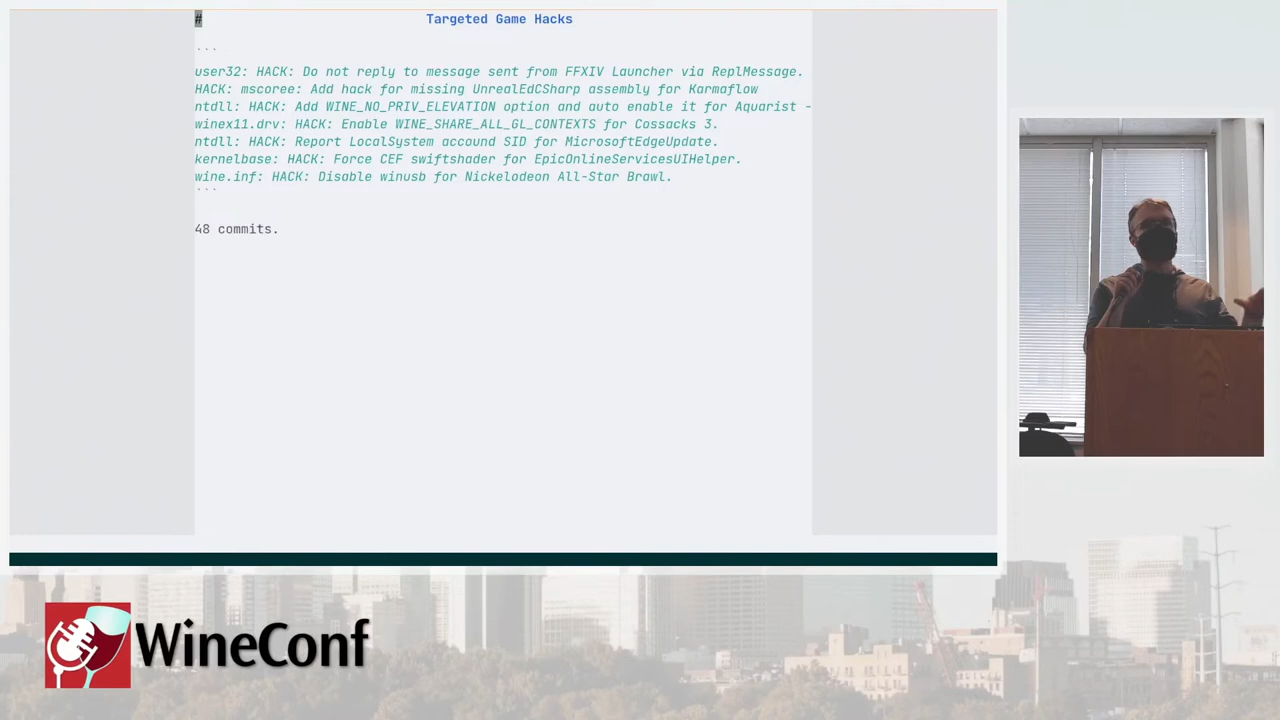 # Targeted Game Hacks
```
user32: HACK: Do not reply to message sent from FFXIV Launcher via ReplMessage.
HACK: mscoree: Add hack for missing UnrealEdCSharp assembly for Karmaflow
ntdll: HACK: Add WINE_NO_PRIV_ELEVATION option and auto enable it for Aquarist -
winex11.drv: HACK: Enable WINE_SHARE_ALL_GL_CONTEXTS for Cossacks 3.
ntdll: HACK: Report LocalSystem accound SID for MicrosoftEdgeUpdate.
kernelbase: HACK: Force CEF swiftshader for EpicOnlineServicesUIHelper.
wine.inf: HACK: Disable winusb for Nickelodeon All-Star Brawl.
```
48 commits.
WineConf